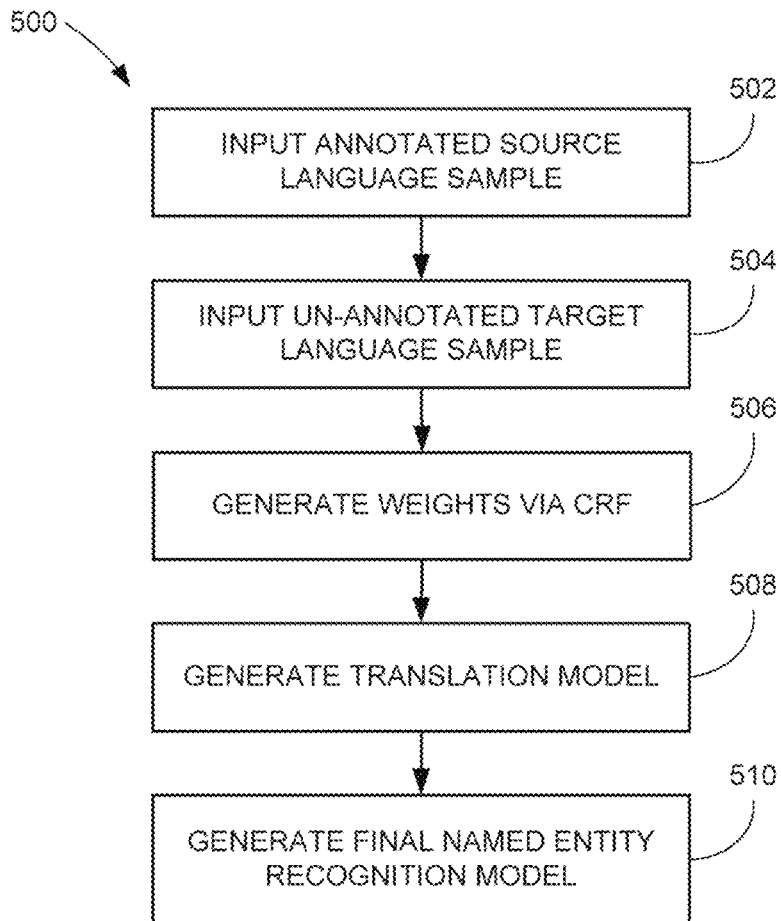 500
502
INPUT ANNOTATED SOURCE
LANGUAGE SAMPLE
504
INPUT UN-ANNOTATED TARGET
LANGUAGE SAMPLE
506
GENERATE WEIGHTS VIA CRF
508
GENERATE TRANSLATION MODEL
510
GENERATE FINAL NAMED ENTITY
RECOGNITION MODEL